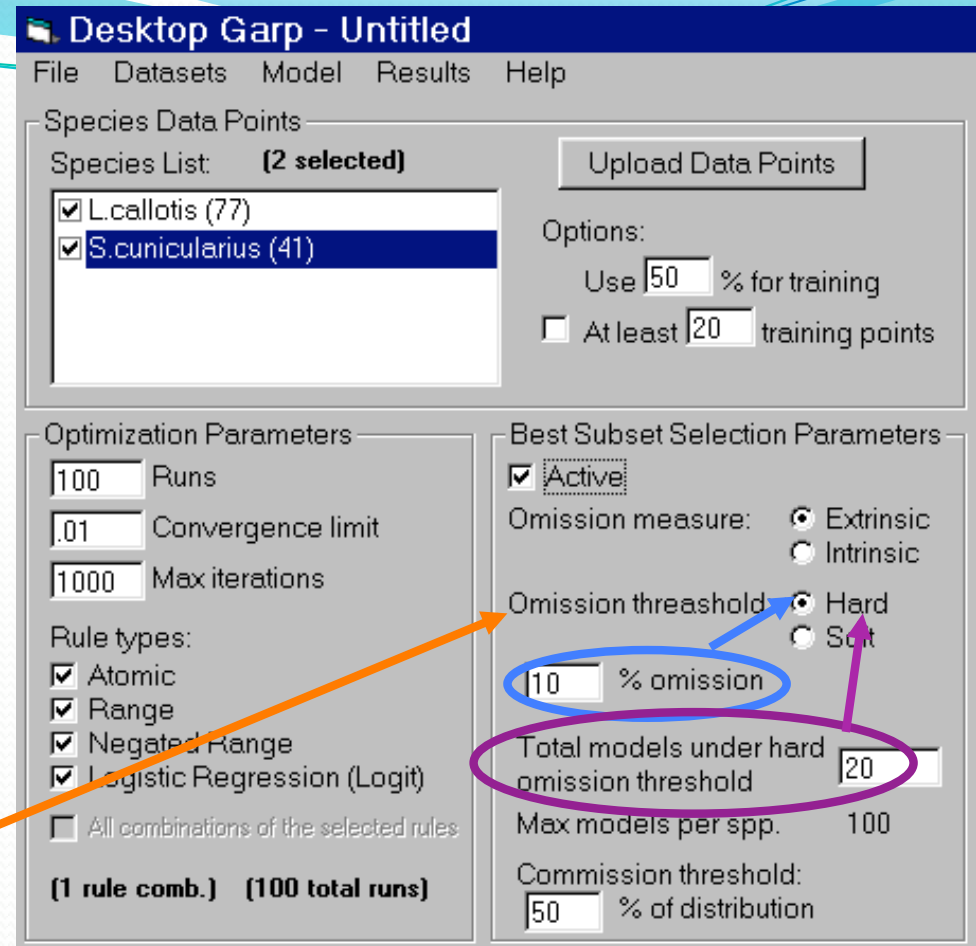 Desktop Garp - Untitled
File Datasets Model Results Help
Species Data Points
Species List: (2 selected)
L.callotis (77)
S.cunicularius (41)
Upload Data Points
Options:
Use 50 % for training
At least 20 training points
Optimization Parameters
100 Runs
.01 Convergence limit
1000 Max iterations
Rule types:
Atomic
Range
Negated Range
Logistic Regression (Logit)
All combinations of the selected rules
(1 rule comb.) (100 total runs)
Best Subset Selection Parameters
Active
Omission measure: Extrinsic
Intrinsic
Omission threashold: Hard
Soft
10 % omission
Total models under hard
omission threshold 20
Max models per spp. 100
Commission threshold:
50 % of distribution